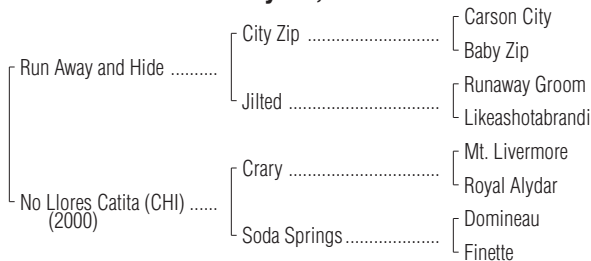 Carson City
City Zip ..............................
Baby Zip
Run Away and Hide ..........
Runaway Groom
Jilted ..................................
Likeashotabrandi
Mt. Livermore
Crary ..................................
Royal Alydar
No Llores Catita (CHI) ......
(2000)
Domineau
Soda Springs .....................
Finette